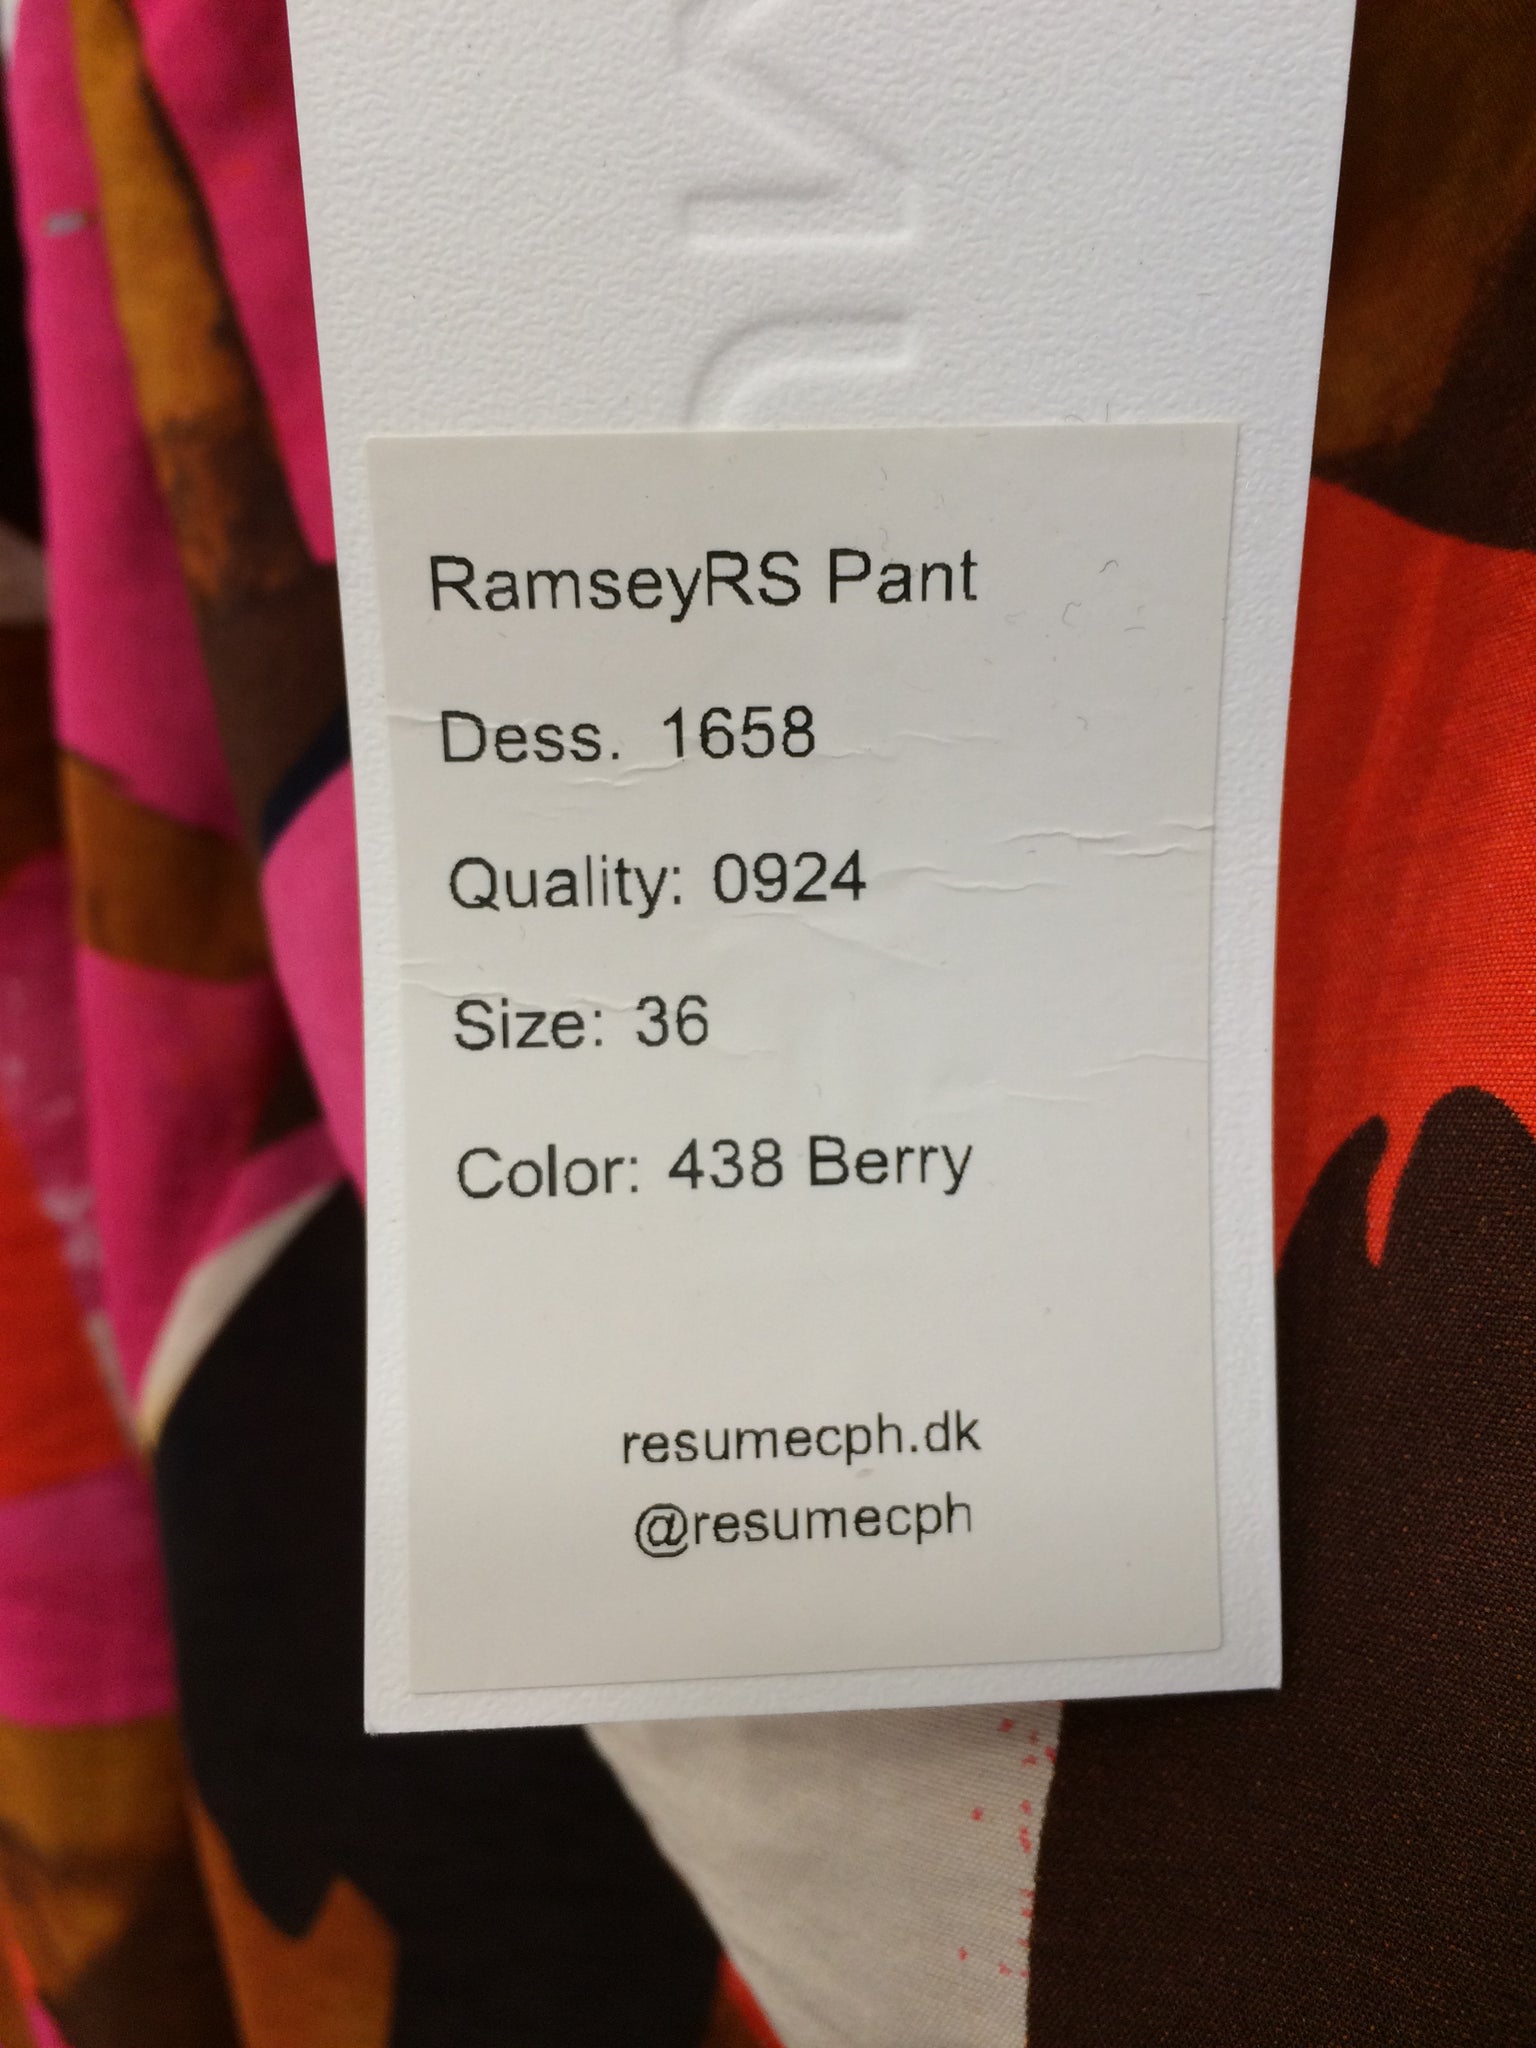 RamseyRS Pant
Dess. 1658
Quality: 0924
Size: 36
Color: 438 Berry
resumecph.dk
@resumecph